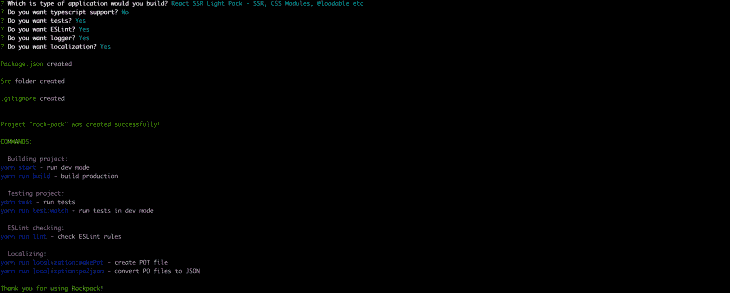 ? Which is type of application would you build? React SSR Light Pack - SSR, CSS Modules, @loadable etc
? Do you want typescript support? No
? Do you want tests? Yes
? Do you want ESLint? Yes
? Do you want logger? Yes
? Do you want localization? Yes
Package.json created
Src folder created
.gitignore created
Project "rock-pack" was created successfully!
COMMANDS:
Building project:
yarn start - run dev mode
yarn run build - build production
Testing project:
yarn test - run tests
yarn run test:watch - run tests in dev mode
ESLint checking:
yarn run lint - check ESLint rules
Localizing:
yarn run localization:makePot - create POT file
yarn run localization:po2json - convert PO files to JSON
Thank you for using Rockpack!